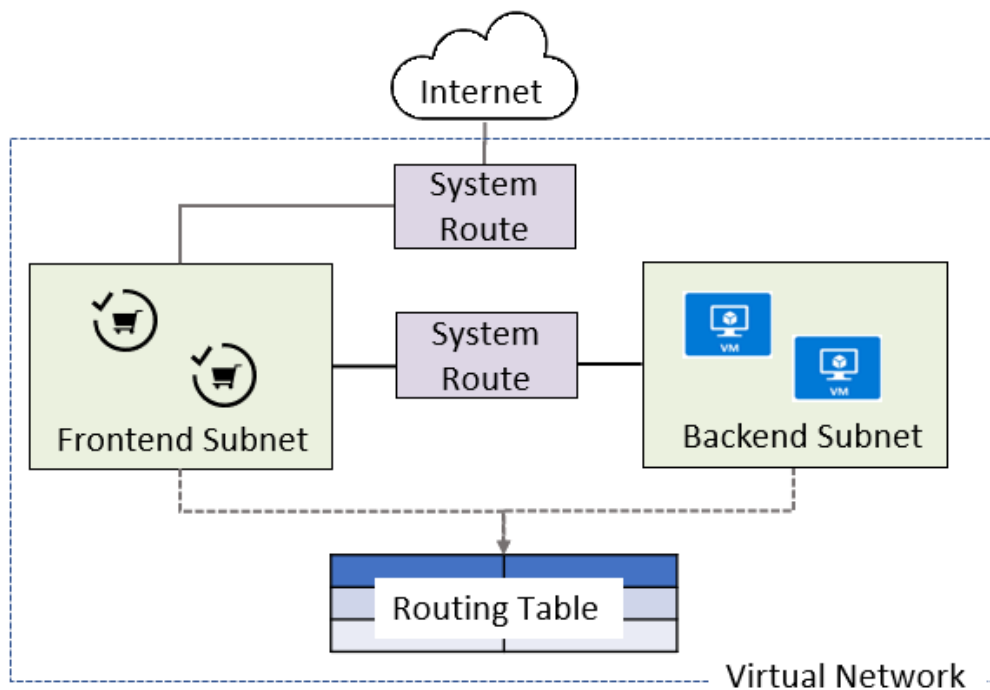 Internet
System
Route
System
Route
Frontend Subnet
VM
VM
Backend Subnet
Routing Table
Virtual Network